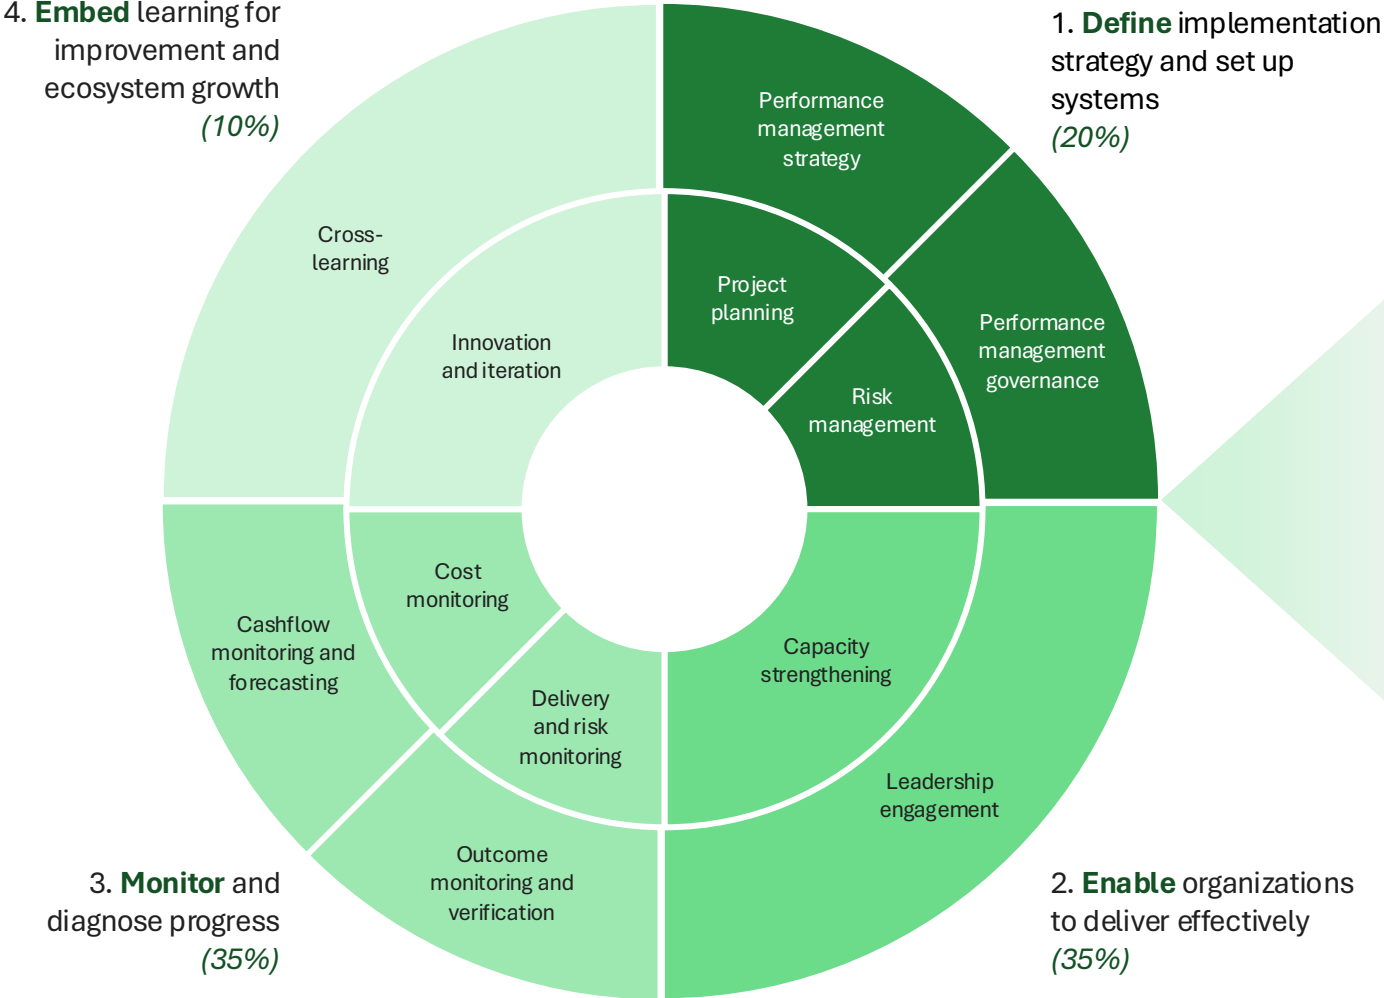 4. Embed learning for
improvement and
ecosystem growth
(10%)
1. Define implementation
strategy and set up
systems
(20%)
Performance
management
strategy
Performance
management
governance
Project
planning
Risk
management
Cross-
learning
Innovation
and iteration
Cost
monitoring
Cashflow
monitoring and
forecasting
Delivery
and risk
monitoring
Outcome
monitoring and
verification
Capacity
strengthening
Leadership
engagement
3. Monitor and
diagnose progress
(35%)
2. Enable organizations
to deliver effectively
(35%)